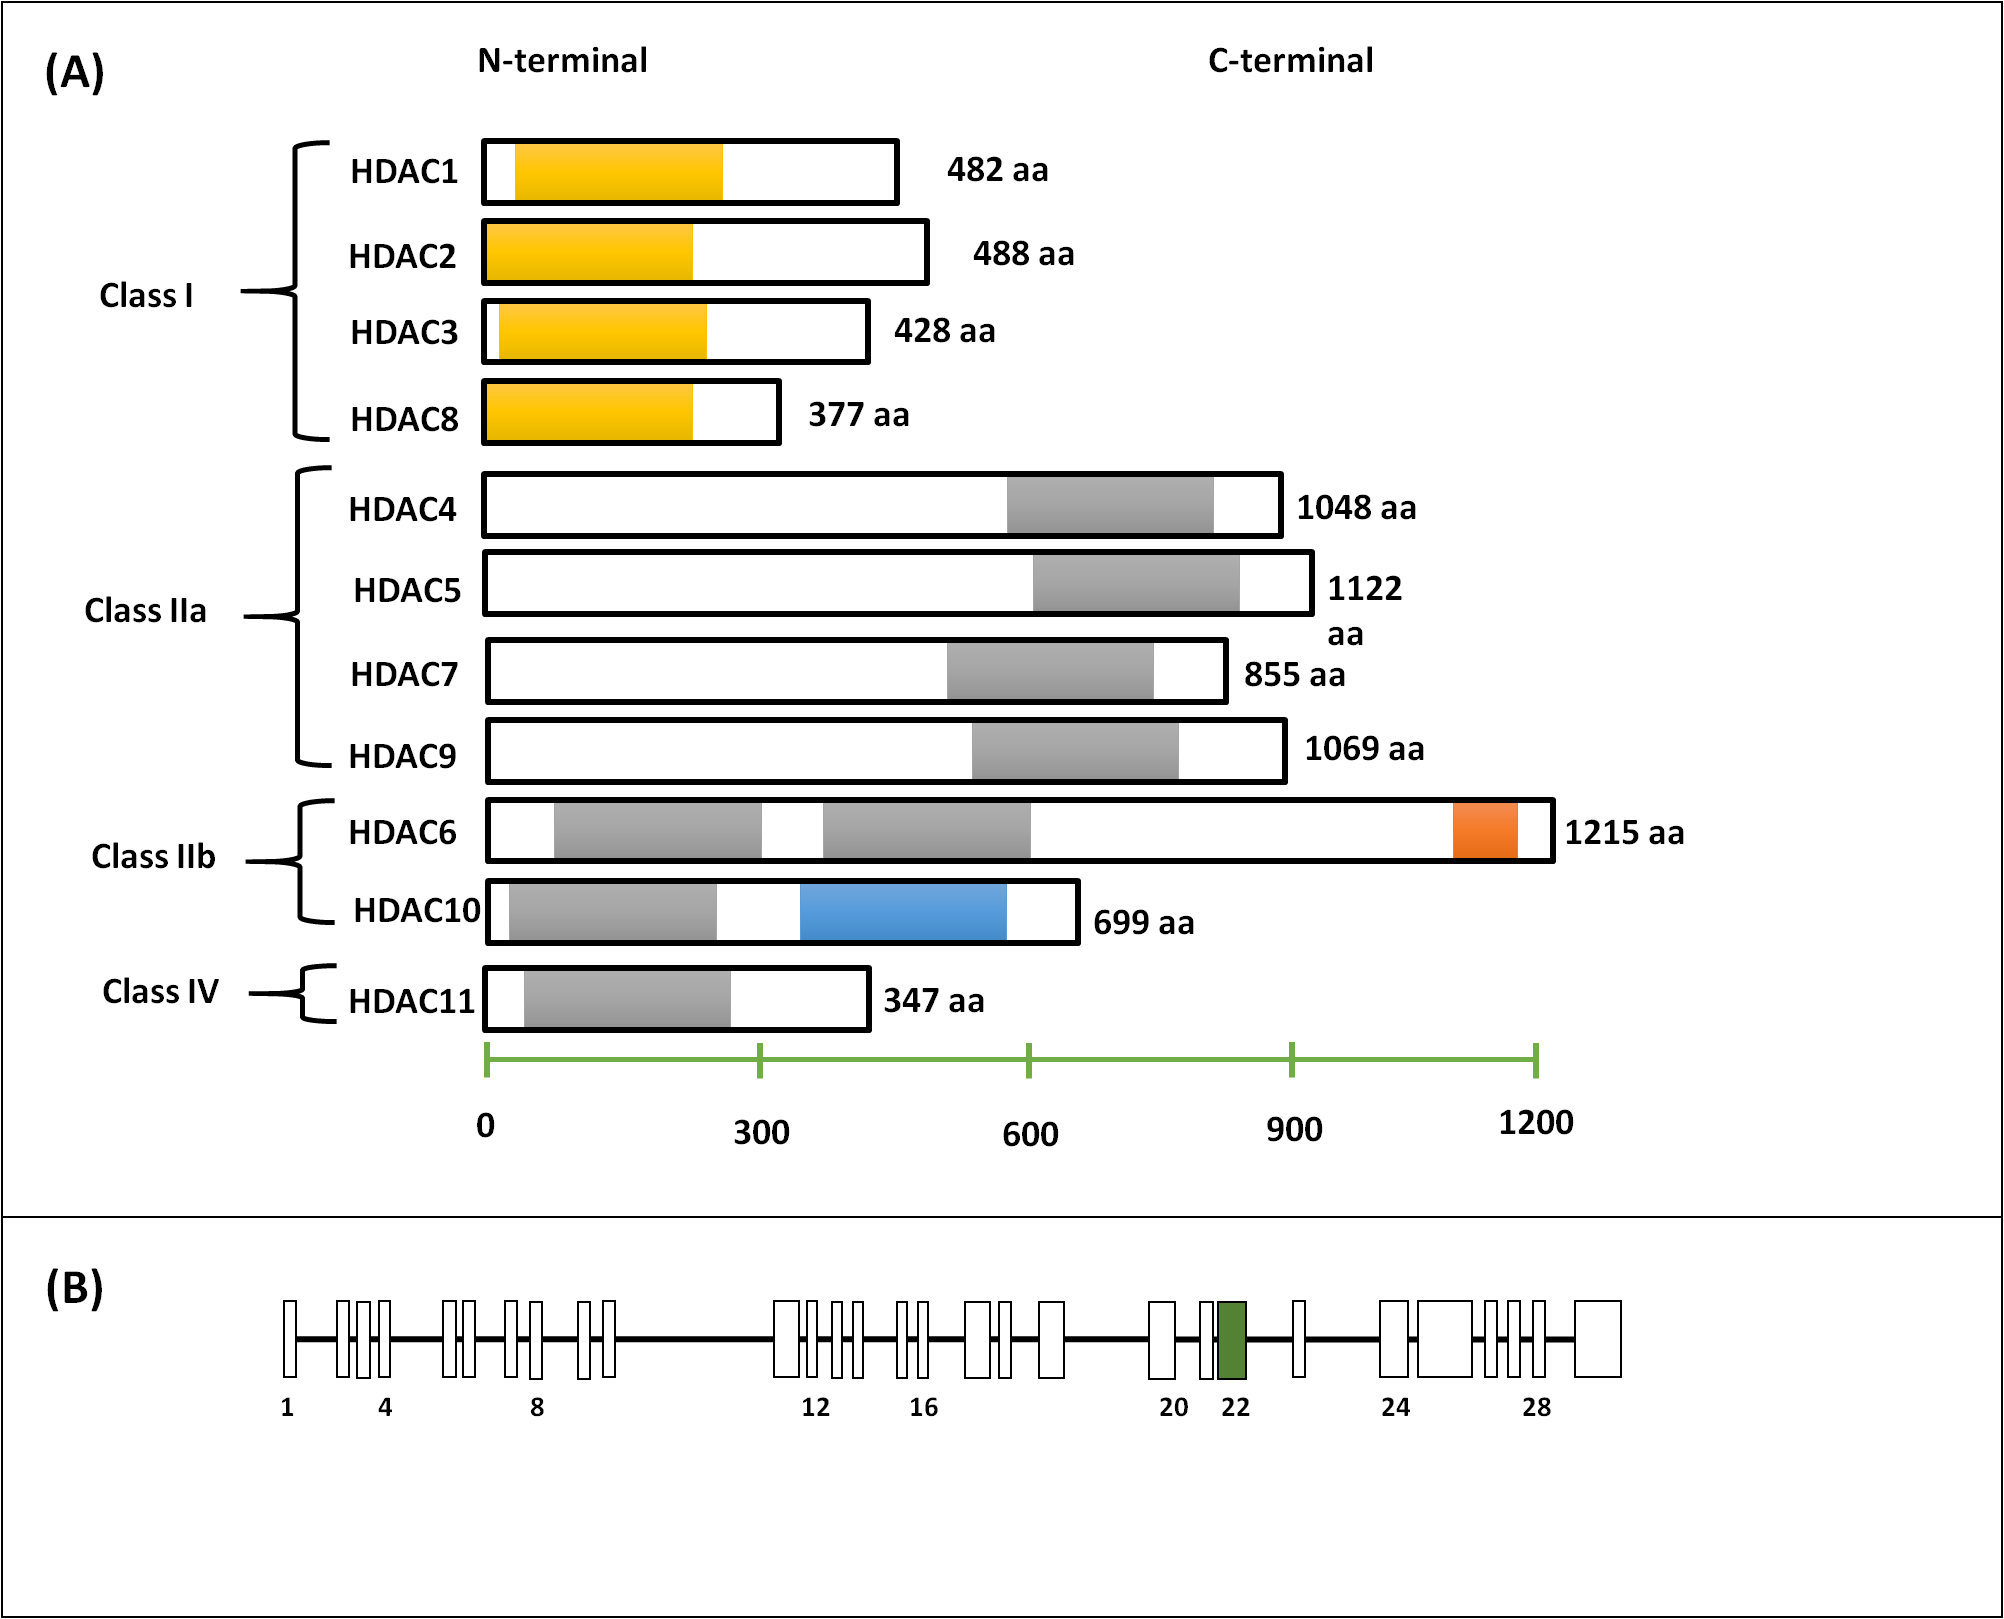 (A)
N-terminal
C-terminal
Class I
HDAC1
482 aa
HDAC2
488 aa
HDAC3
428 aa
HDAC8
377 aa
Class IIa
HDAC4
1048 aa
HDAC5
1122
aa
HDAC7
855 aa
HDAC9
1069 aa
Class IIb
HDAC6
1215 aa
HDAC10
699 aa
Class IV
HDAC11
347 aa
0 300 600 900 1200
(B)
1 4 8 12 16 20 22 24 28